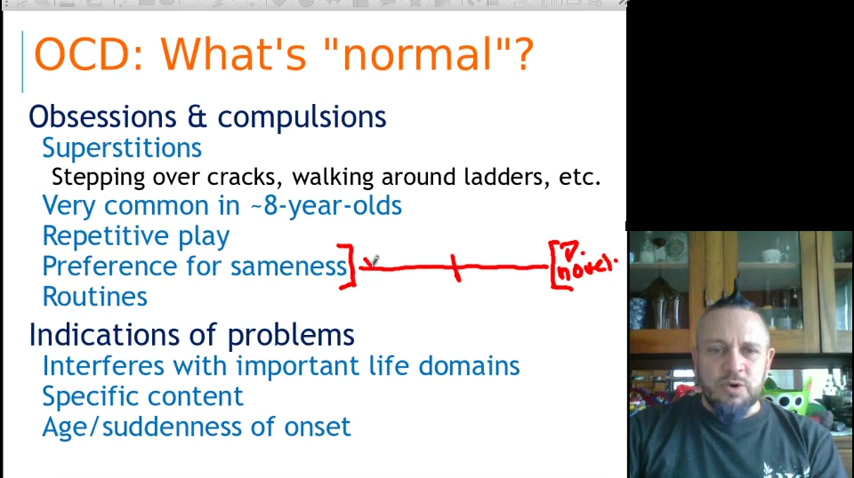 OCD: What's "normal"?
Obsessions & compulsions
Superstitions
Stepping over cracks, walking around ladders, etc.
Very common in ~8-year-olds
Repetitive play
Preference for sameness
novel.
Routines
Indications of problems
Interferes with important life domains
Specific content
Age/suddenness of onset